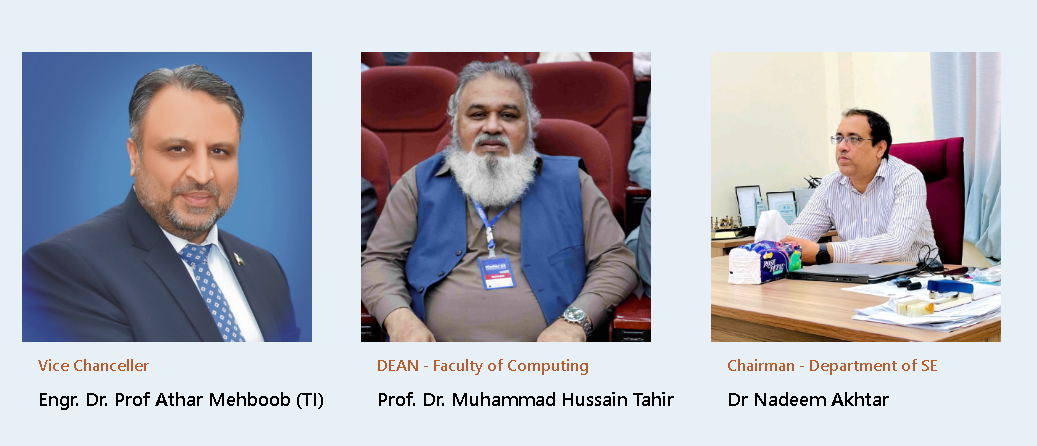 Vice Chanceller
DEAN - Faculty of Computing
Chairman - Department of SE
Engr. Dr. Prof Athar Mehboob (TI)
Prof. Dr. Muhammad Hussain Tahir
Dr Nadeem Akhtar